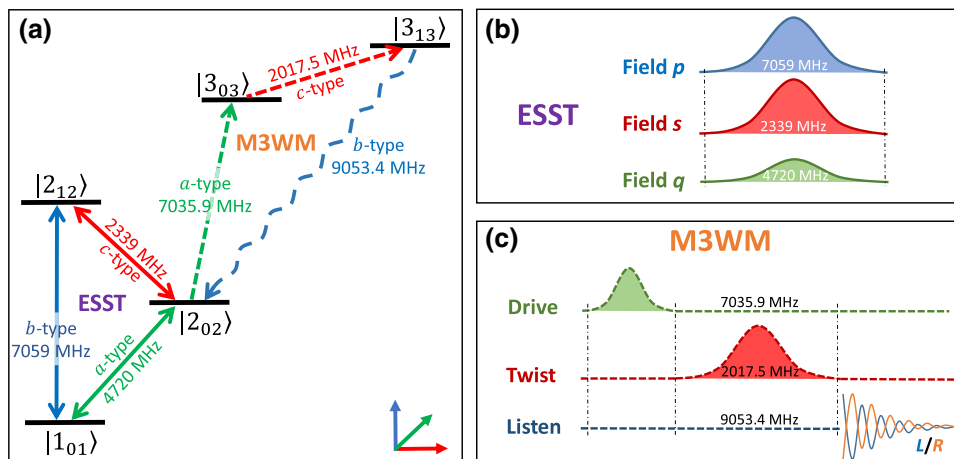 (a)
|3₁₃⟩
2017.5 MHz
c-type
|3₀₃⟩
M3WM
b-type
9053.4 MHz
a-type
7035.9 MHz
|2₁₂⟩
2339 MHz
c-type
ESST
|2₀₂⟩
b-type
7059 MHz
a-type
4720 MHz
|1₀₁⟩
(b)
ESST
Field p
7059 MHz
Field s
2339 MHz
Field q
4720 MHz
(c)
M3WM
Drive
7035.9 MHz
Twist
2017.5 MHz
Listen
9053.4 MHz
L/R